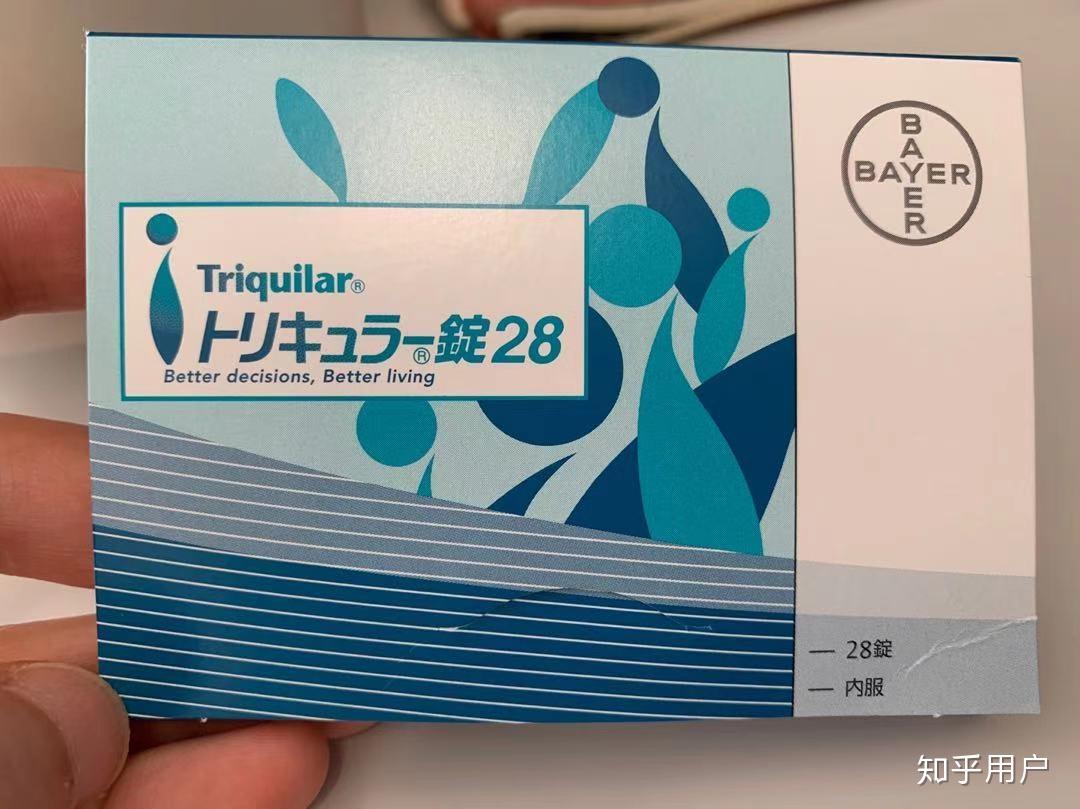 Triquilar®
トリキュラー®錠28
Better decisions, Better living
BAYER
BAYER
— 28錠
— 内服
知乎用户